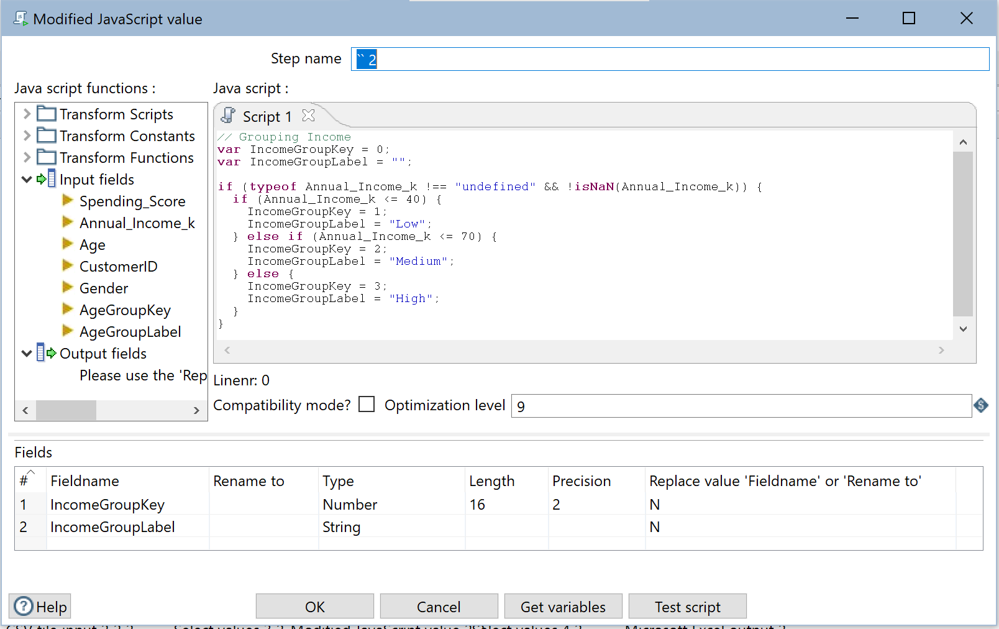 Modified JavaScript value
Step name
`` 2
Java script functions :
Java script :
Transform Scripts
Transform Constants
Transform Functions
Input fields
Spending_Score
Annual_Income_k
Age
CustomerID
Gender
AgeGroupKey
AgeGroupLabel
Output fields
Please use the 'Rep
Script 1
// Grouping Income
var IncomeGroupKey = 0;
var IncomeGroupLabel = "";
if (typeof Annual_Income_k !== "undefined" && !isNaN(Annual_Income_k)) {
  if (Annual_Income_k <= 40) {
    IncomeGroupKey = 1;
    IncomeGroupLabel = "Low";
  } else if (Annual_Income_k <= 70) {
    IncomeGroupKey = 2;
    IncomeGroupLabel = "Medium";
  } else {
    IncomeGroupKey = 3;
    IncomeGroupLabel = "High";
  }
}
Linenr: 0
Compatibility mode? Optimization level 9
Fields
# Fieldname Rename to Type Length Precision Replace value 'Fieldname' or 'Rename to'
1 IncomeGroupKey Number 16 2 N
2 IncomeGroupLabel String N
Help OK Cancel Get variables Test script